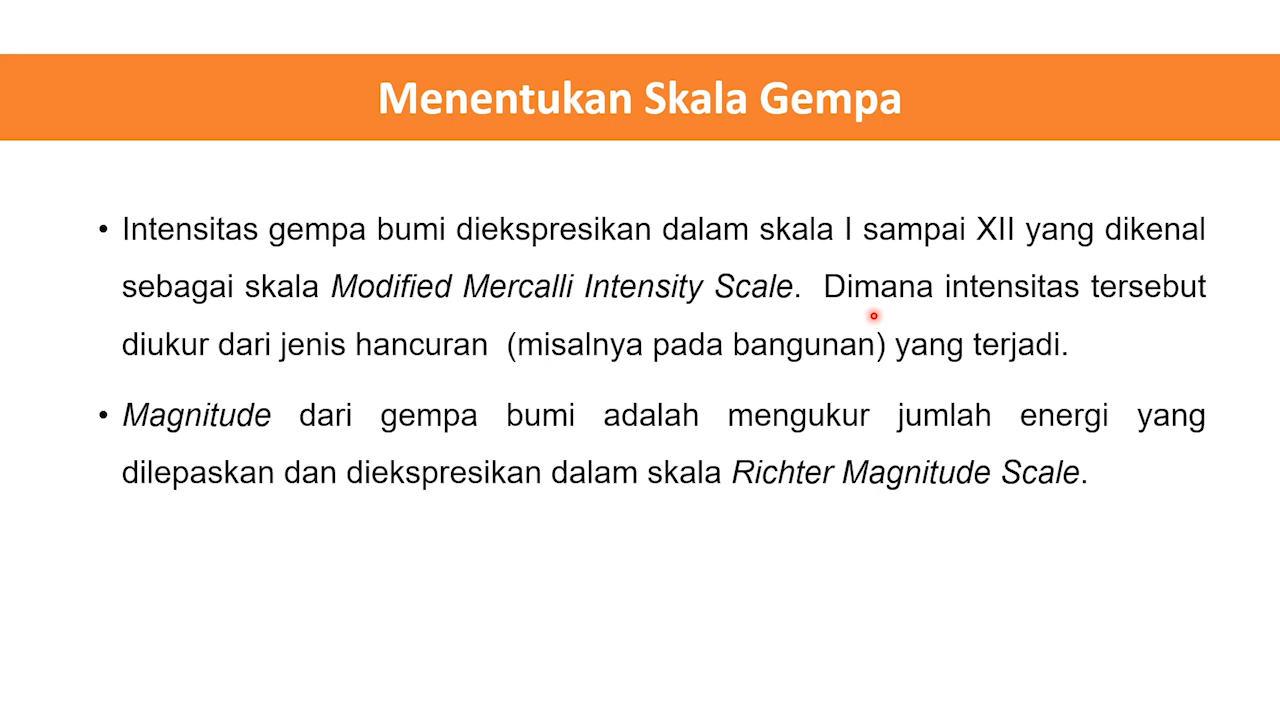 Menentukan Skala Gempa
• Intensitas gempa bumi diekspresikan dalam skala I sampai XII yang dikenal
sebagai skala Modified Mercalli Intensity Scale.  Dimana intensitas tersebut
diukur dari jenis hancuran  (misalnya pada bangunan) yang terjadi.
• Magnitude dari gempa bumi adalah mengukur jumlah energi yang
dilepaskan dan diekspresikan dalam skala Richter Magnitude Scale.